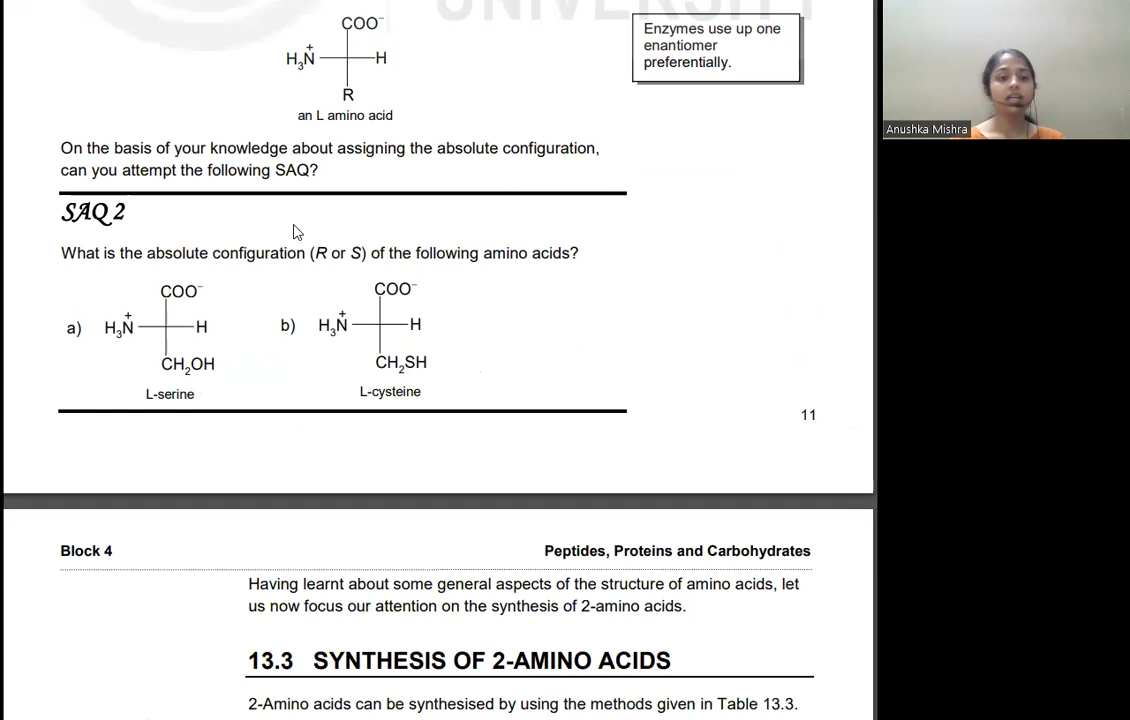 UNIVERSITY
COO⁻
H₃N⁺ H
R
an L amino acid
Enzymes use up one
enantiomer
preferentially.
Anushka Mishra
On the basis of your knowledge about assigning the absolute configuration,
can you attempt the following SAQ?
SAQ 2
What is the absolute configuration (R or S) of the following amino acids?
a) COO⁻
H₃N⁺ H
CH₂OH
L-serine
b) COO⁻
H₃N⁺ H
CH₂SH
L-cysteine
11
Block 4 Peptides, Proteins and Carbohydrates
Having learnt about some general aspects of the structure of amino acids, let
us now focus our attention on the synthesis of 2-amino acids.
13.3 SYNTHESIS OF 2-AMINO ACIDS
2-Amino acids can be synthesised by using the methods given in Table 13.3.